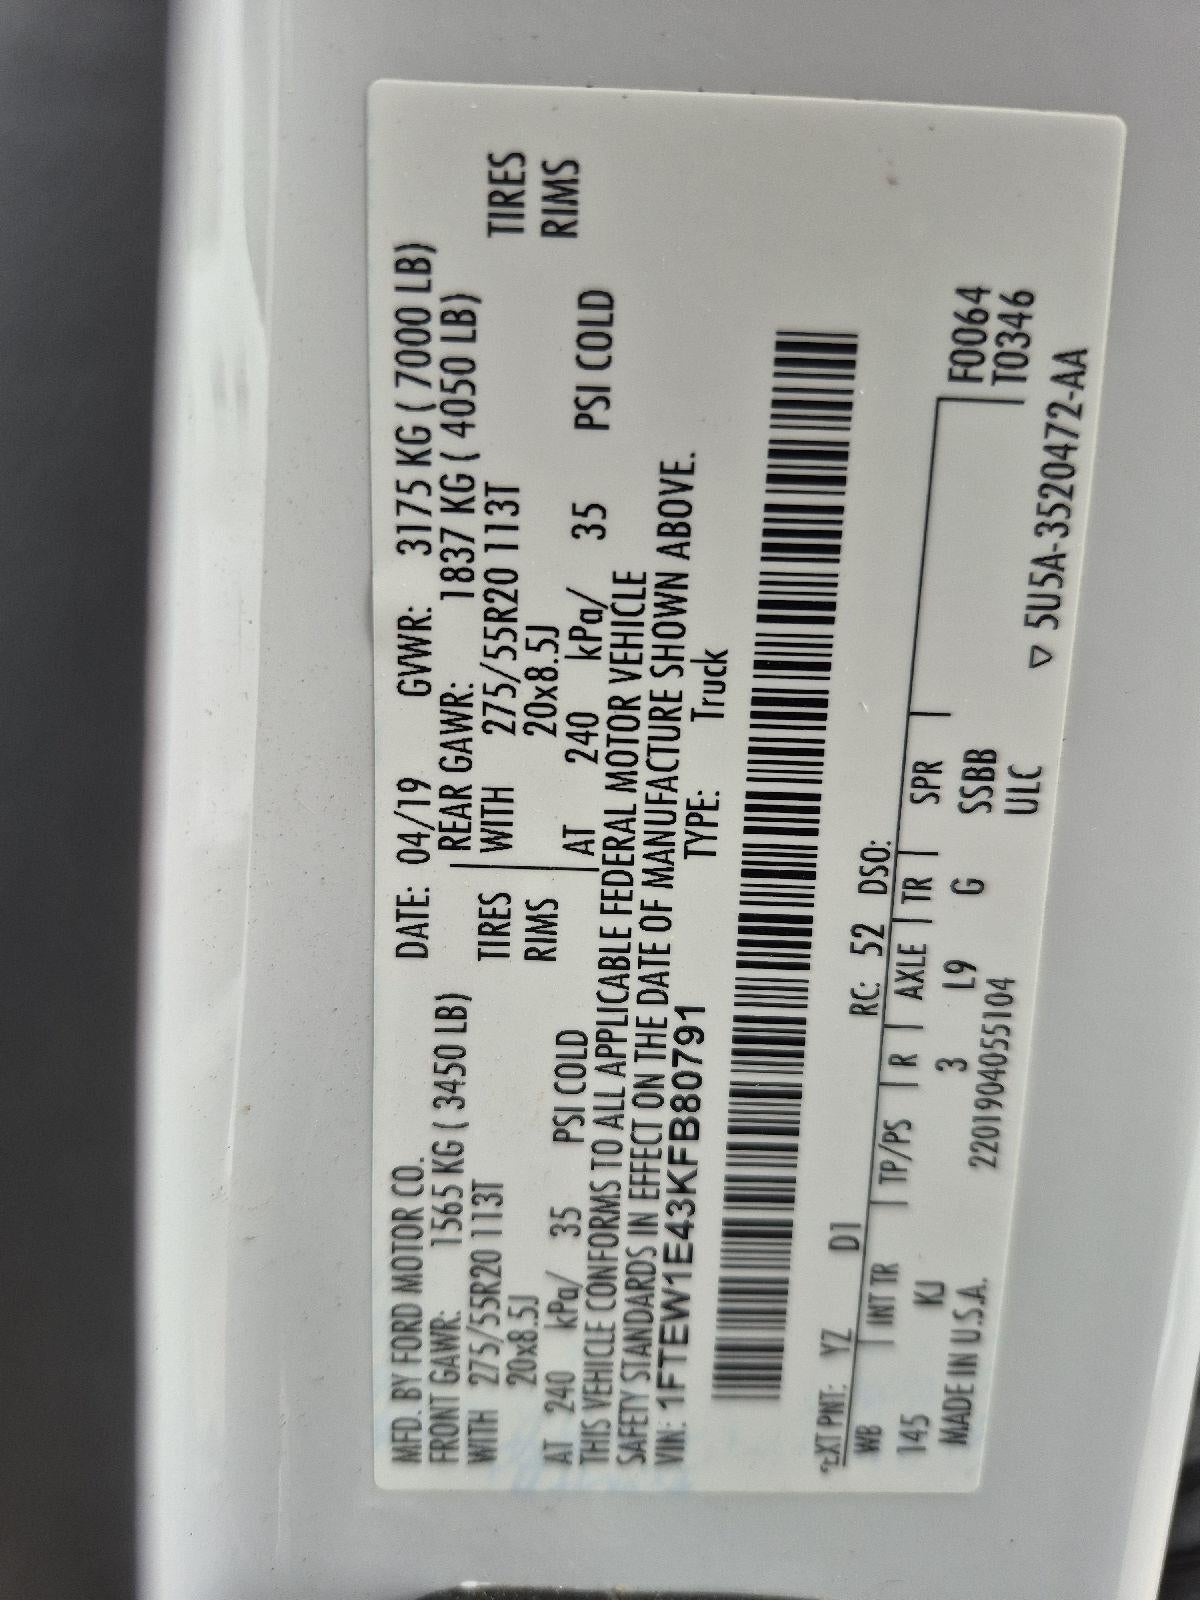 MFD. BY FORD MOTOR CO. DATE: 04/19 GVWR: 3175 KG ( 7000 LB)
FRONT GAWR: 1565 KG ( 3450 LB) REAR GAWR: 1837 KG ( 4050 LB)
WITH 275/55R20 113T TIRES WITH 275/55R20 113T TIRES
20x8.5J RIMS 20x8.5J RIMS
AT 240 kPa/ 35 PSI COLD AT 240 kPa/ 35 PSI COLD
THIS VEHICLE CONFORMS TO ALL APPLICABLE FEDERAL MOTOR VEHICLE
SAFETY STANDARDS IN EFFECT ON THE DATE OF MANUFACTURE SHOWN ABOVE.
VIN: 1FTEW1E43KFB80791 TYPE: Truck
EXT PNT: YZ D1 RC: 52 DSO:
WB INT TR TP/PS R AXLE TR SPR F0064
145 KJ 3 L9 G SSBB T0346
MADE IN U.S.A. 2201904055104 ULC
▽ 5U5A-3520472-AA